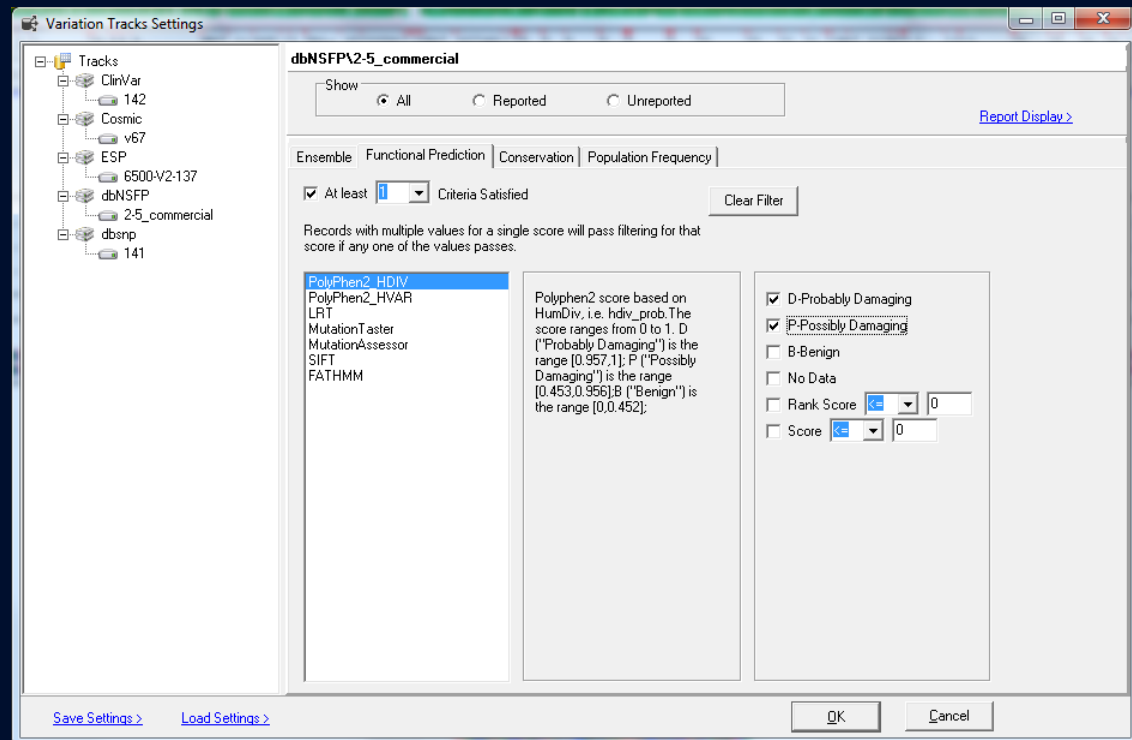 Variation Tracks Settings
Tracks
ClinVar
142
Cosmic
v67
ESP
6500-V2-137
dbNSFP
2-5_commercial
dbsnp
141
dbNSFP\2-5_commercial
Show
All Reported Unreported
Report Display >
Ensemble Functional Prediction Conservation Population Frequency
At least 1 Criteria Satisfied
Clear Filter
Records with multiple values for a single score will pass filtering for that
score if any one of the values passes.
PolyPhen2_HDIV
PolyPhen2_HVAR
LRT
MutationTaster
MutationAssessor
SIFT
FATHMM
Polyphen2 score based on
HumDiv, i.e. hdiv_prob.The
score ranges from 0 to 1. D
("Probably Damaging") is the
range [0.957,1]; P ("Possibly
Damaging") is the range
[0.453,0.956];B ("Benign") is
the range [0,0.452];
D-Probably Damaging
P-Possibly Damaging
B-Benign
No Data
Rank Score <= 0
Score <= 0
Save Settings > Load Settings >
OK Cancel